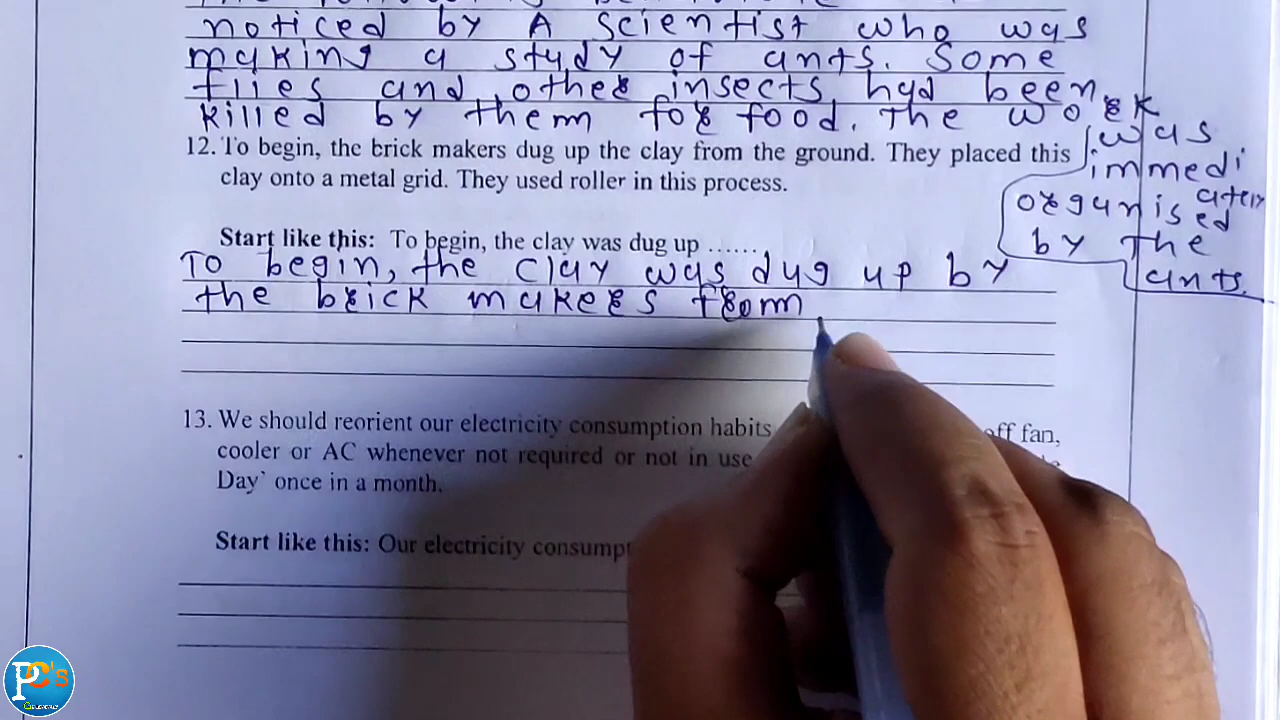 noticed by A scientist who was
making a study of ants. Some
flies and other insects had been
killed by them for food. The work
was
immedi
ately
organised
by the
ants.
12. To begin, the brick makers dug up the clay from the ground. They placed this
clay onto a metal grid. They used roller in this process.
Start like this: To begin, the clay was dug up ......
To begin, the clay was dug up by
the brick makers from
13. We should reorient our electricity consumption habits off fan,
cooler or AC whenever not required or not in use
Day` once in a month.
Start like this: Our electricity
PC's